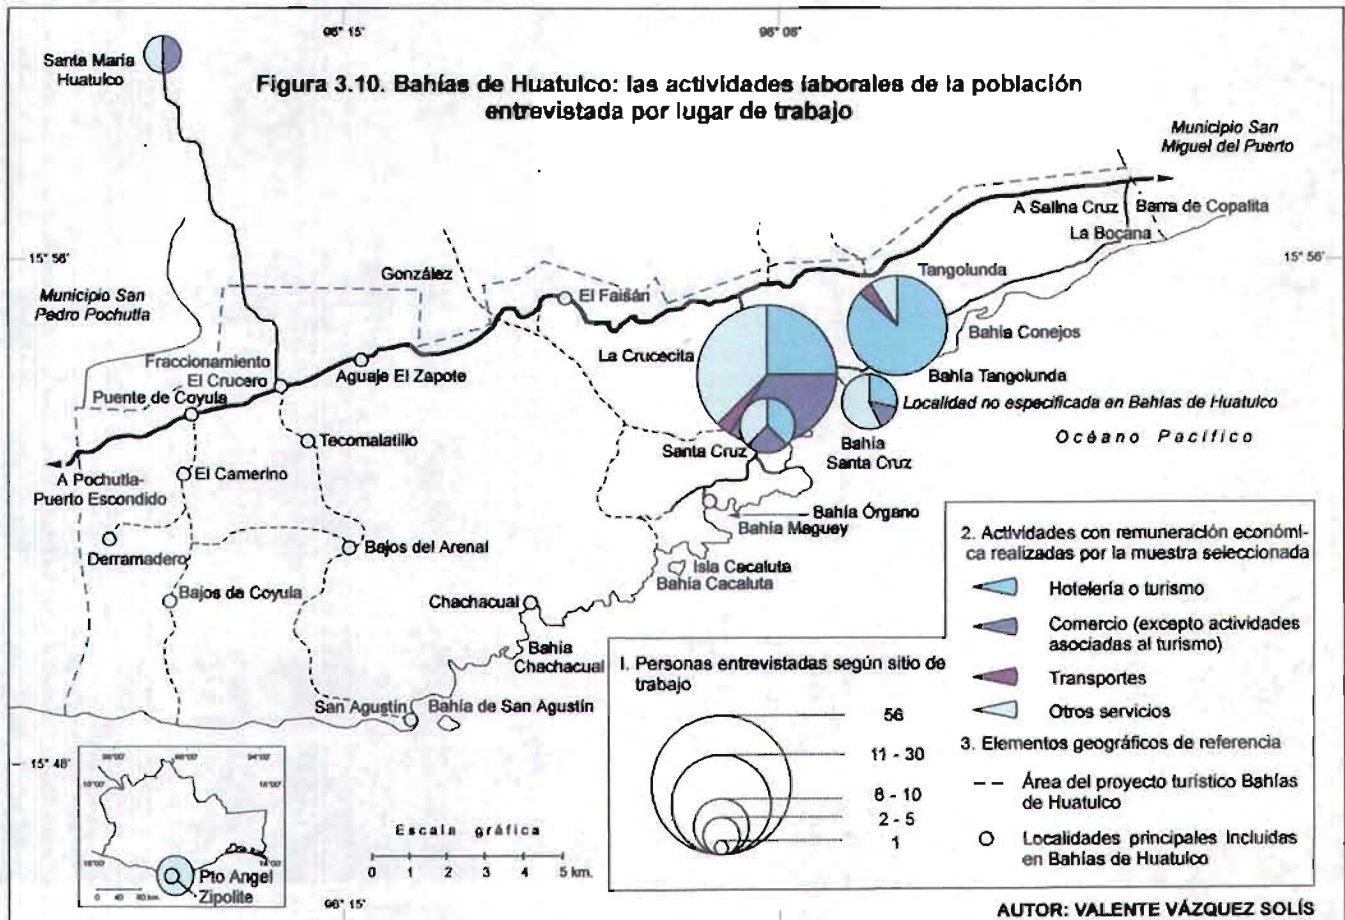 96° 15'
96° 08'
Santa María
Huatulco
Figura 3.10. Bahías de Huatulco: las actividades laborales de la población
entrevistada por lugar de trabajo
Municipio San
Miguel del Puerto
A Salina Cruz
Barra de Copalita
La Bocana
15° 56'
15° 56'
González
Tangolunda
Municipio San
Pedro Pochutla
El Faisán
Bahía Conejos
Fraccionamiento
El Crucero
La Crucecita
Aguaje El Zapote
Bahía Tangolunda
Puente de Coyula
Localidad no especificada en Bahías de Huatulco
Océano Pacífico
Tecomalatillo
Santa Cruz
Bahía
Santa Cruz
El Camerino
A Pochutla-
Puerto Escondido
Bahía Órgano
Bahía Maguey
Derramadero
Bajos del Arenal
Isla Cacaluta
Bahía Cacaluta
Bajos de Coyula
Chachacual
Bahía
Chachacual
San Agustín
Bahía de San Agustín
15° 48'
1. Personas entrevistadas según sitio de
trabajo
56
11 - 30
8 - 10
2 - 5
1
2. Actividades con remuneración económi-
ca realizadas por la muestra seleccionada
Hotelería o turismo
Comercio (excepto actividades
asociadas al turismo)
Transportes
Otros servicios
3. Elementos geográficos de referencia
Área del proyecto turístico Bahías
de Huatulco
Localidades principales incluidas
en Bahías de Huatulco
Pto Angel
Zipolite
0 40 80 km.
Escala gráfica
0 1 2 3 4 5 km.
96° 15'
AUTOR: VALENTE VÁZQUEZ SOLÍS